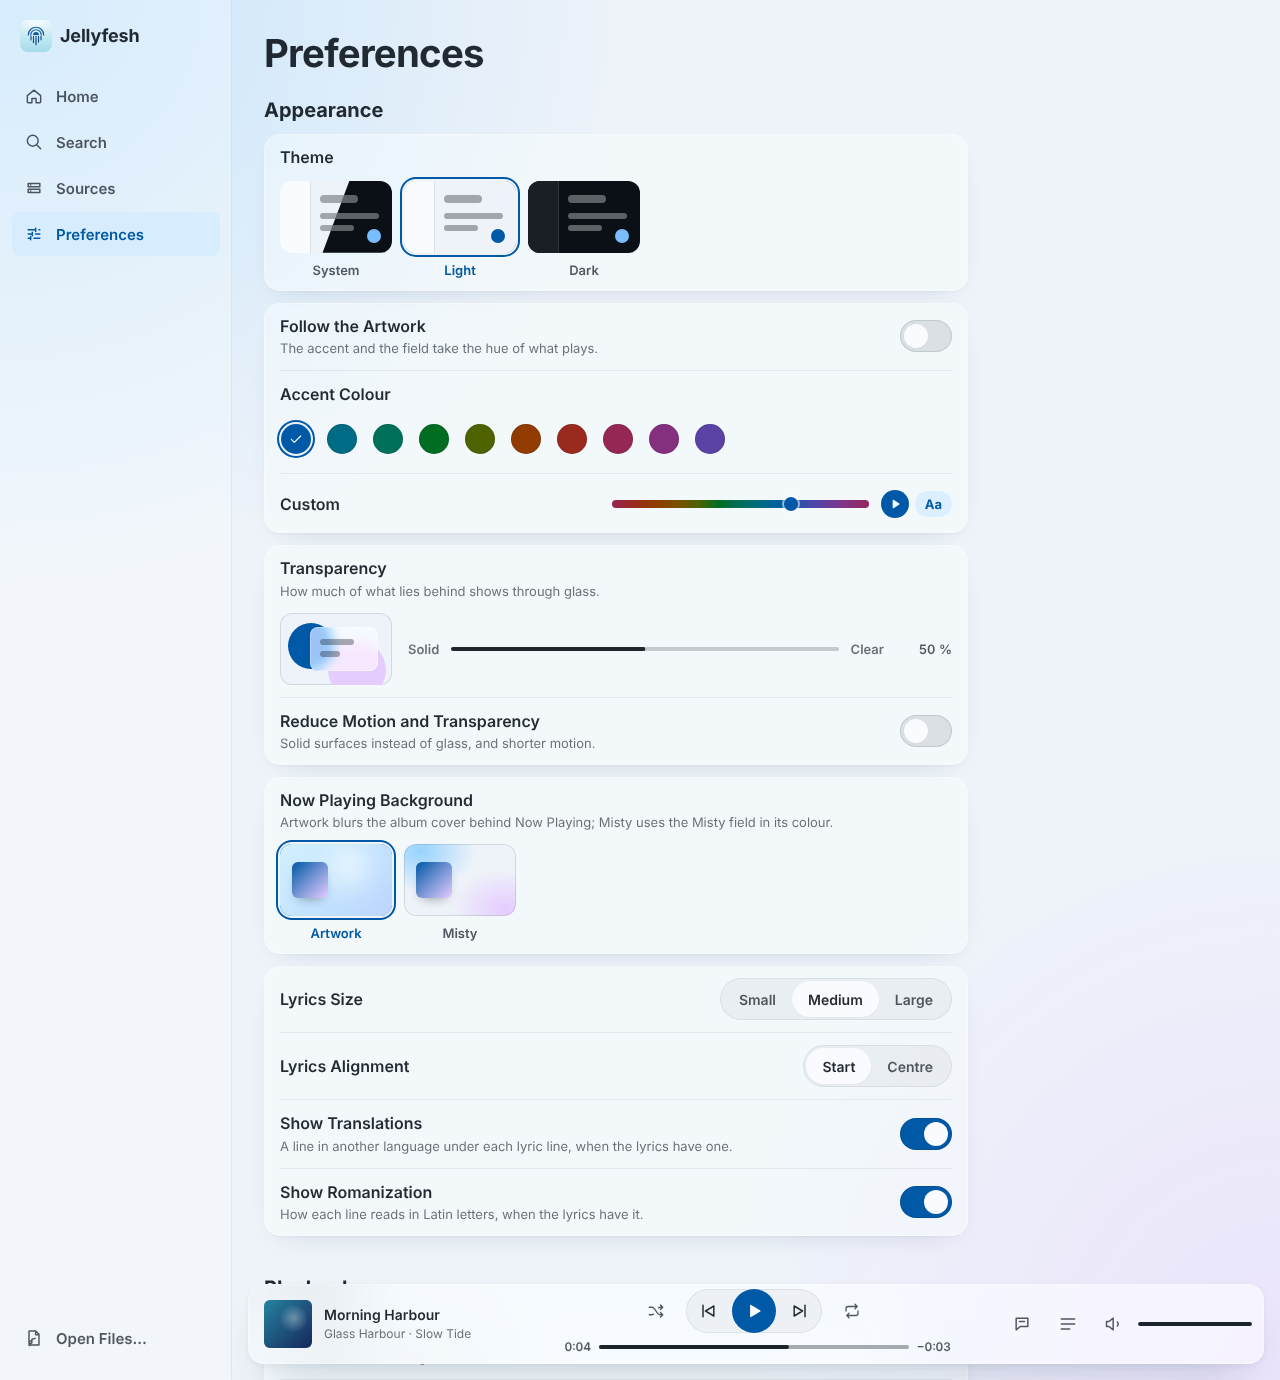 Jellyfesh
Home
Search
Sources
Preferences
Open Files…
Preferences
Appearance
Theme
System
Light
Dark
Follow the Artwork
The accent and the field take the hue of what plays.
Accent Colour
Custom
Aa
Transparency
How much of what lies behind shows through glass.
Solid
Clear
50 %
Reduce Motion and Transparency
Solid surfaces instead of glass, and shorter motion.
Now Playing Background
Artwork blurs the album cover behind Now Playing; Misty uses the Misty field in its colour.
Artwork
Misty
Lyrics Size
Small
Medium
Large
Lyrics Alignment
Start
Centre
Show Translations
A line in another language under each lyric line, when the lyrics have one.
Show Romanization
How each line reads in Latin letters, when the lyrics have it.
Morning Harbour
Glass Harbour · Slow Tide
0:04
−0:03